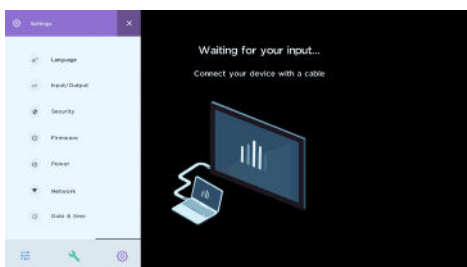 Settings
Waiting for your input...
Connect your device with a cable
Language
Input/Output
Security
Firmware
Power
Network
Date & time